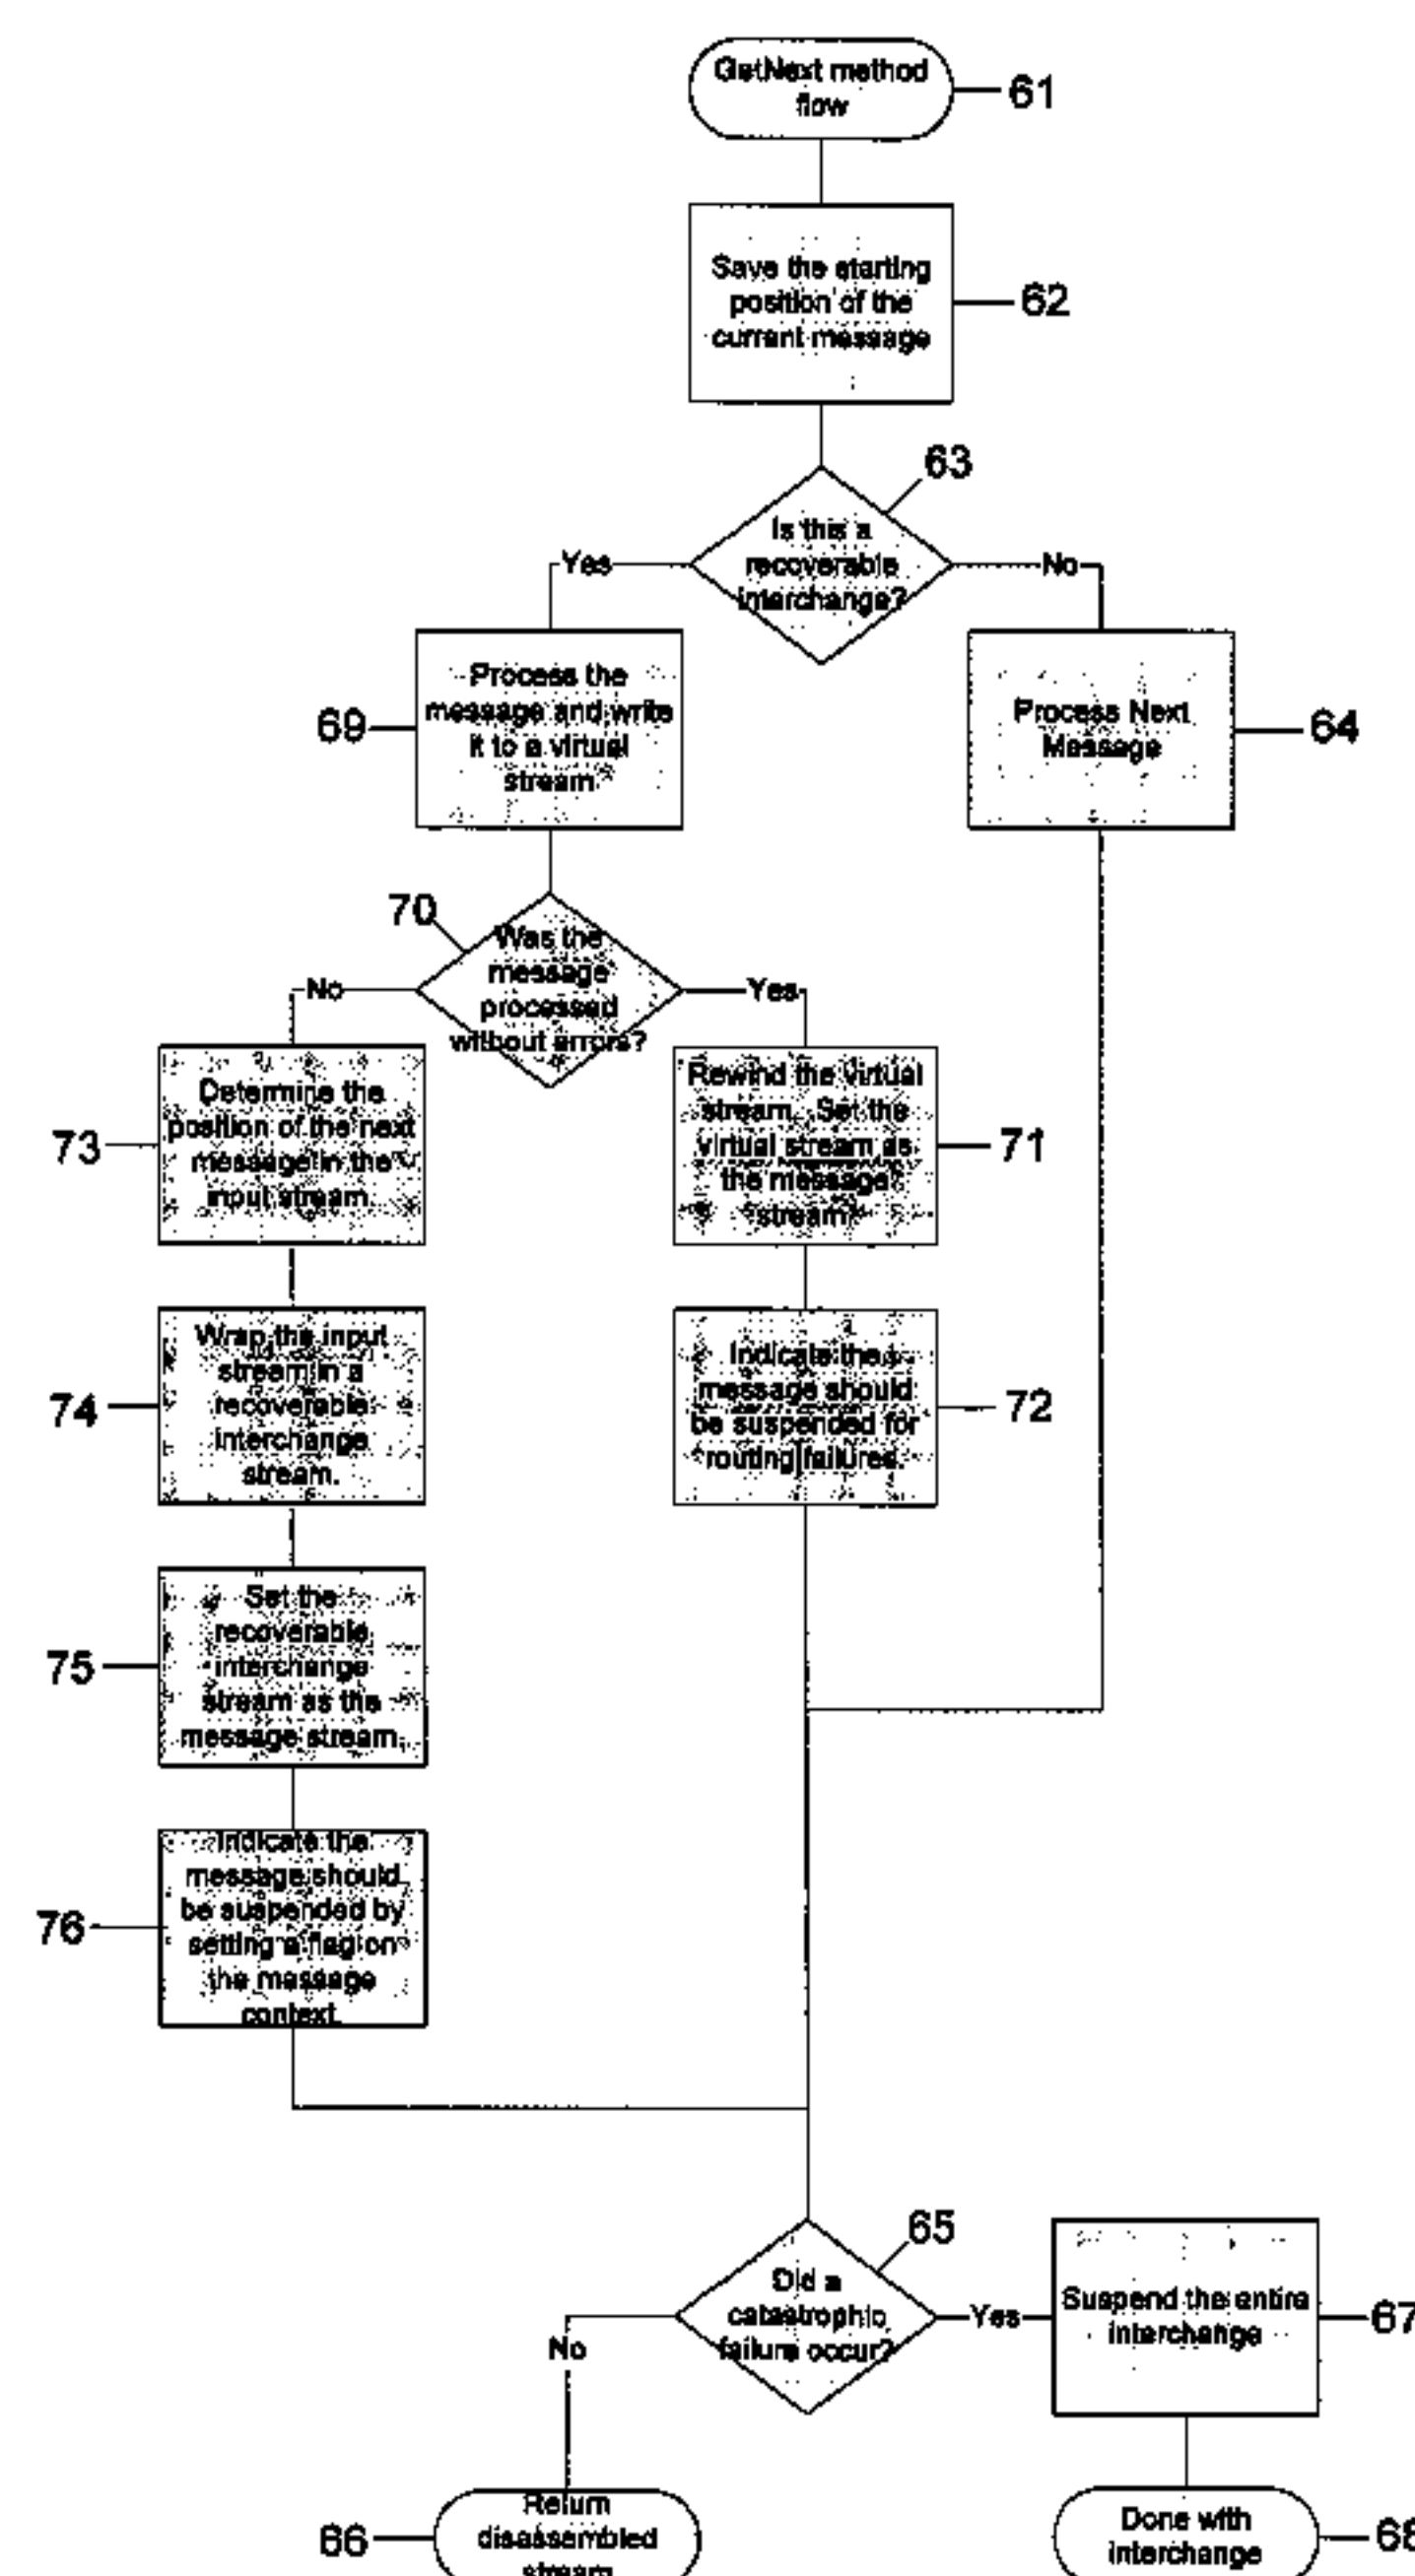 GetNext method
flow
61
Save the starting
position of the
current message
62
63
Is this a
recoverable
interchange?
Yes
No
Process the
message and write
it to a virtual
stream
69
Process Next
Message
64
70
Was the
message
processed
without errors?
No
Yes
Determine the
position of the next
message in the
input stream.
73
Rewind the virtual
stream. Set the
virtual stream as
the message
stream.
71
Wrap the input
stream in a
recoverable
interchange
stream.
74
Indicate the
message should
be suspended for
routing failures.
72
Set the
recoverable
interchange
stream as the
message stream.
75
Indicate the
message should
be suspended by
setting a flag on
the message
context.
76
65
Did a
catastrophic
failure occur?
No
Yes
Suspend the entire
interchange
67
Return
disassembled
stream
66
Done with
interchange
68